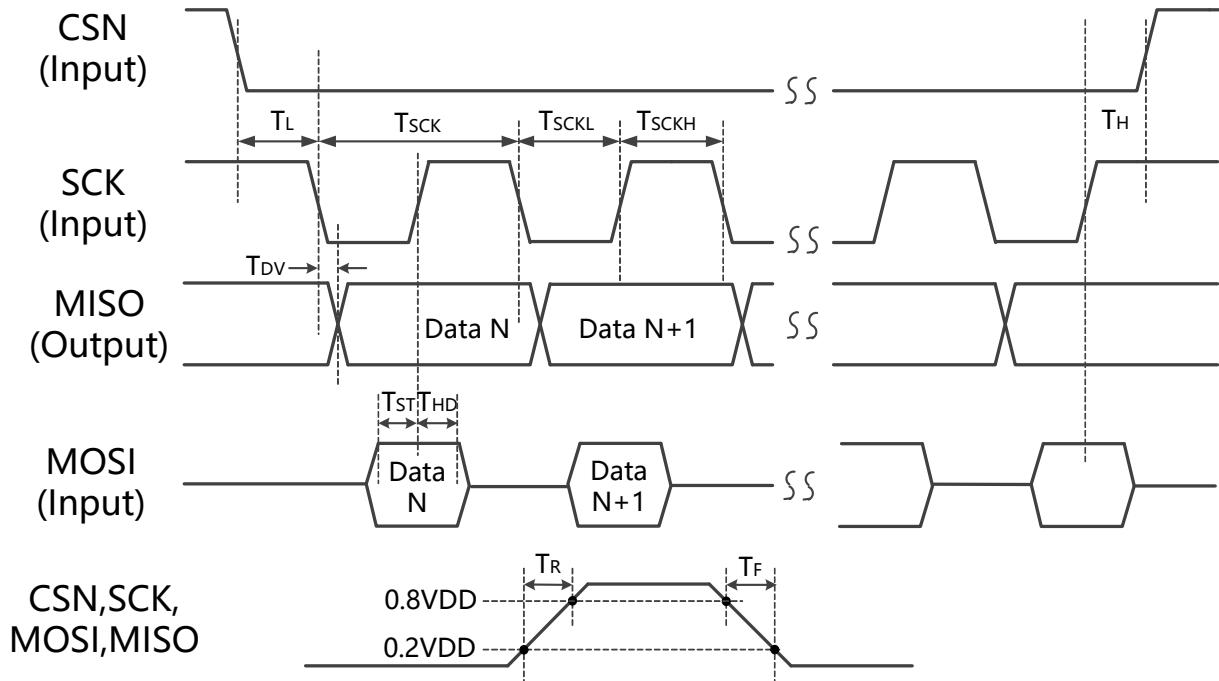 CSN
(Input)
TL
TSCK
TSCKL
TSCKH
TH
SCK
(Input)
TDV
MISO
(Output)
Data N
Data N+1
TST
THD
MOSI
(Input)
Data
N
Data
N+1
TR
TF
CSN,SCK,
MOSI,MISO
0.8VDD
0.2VDD